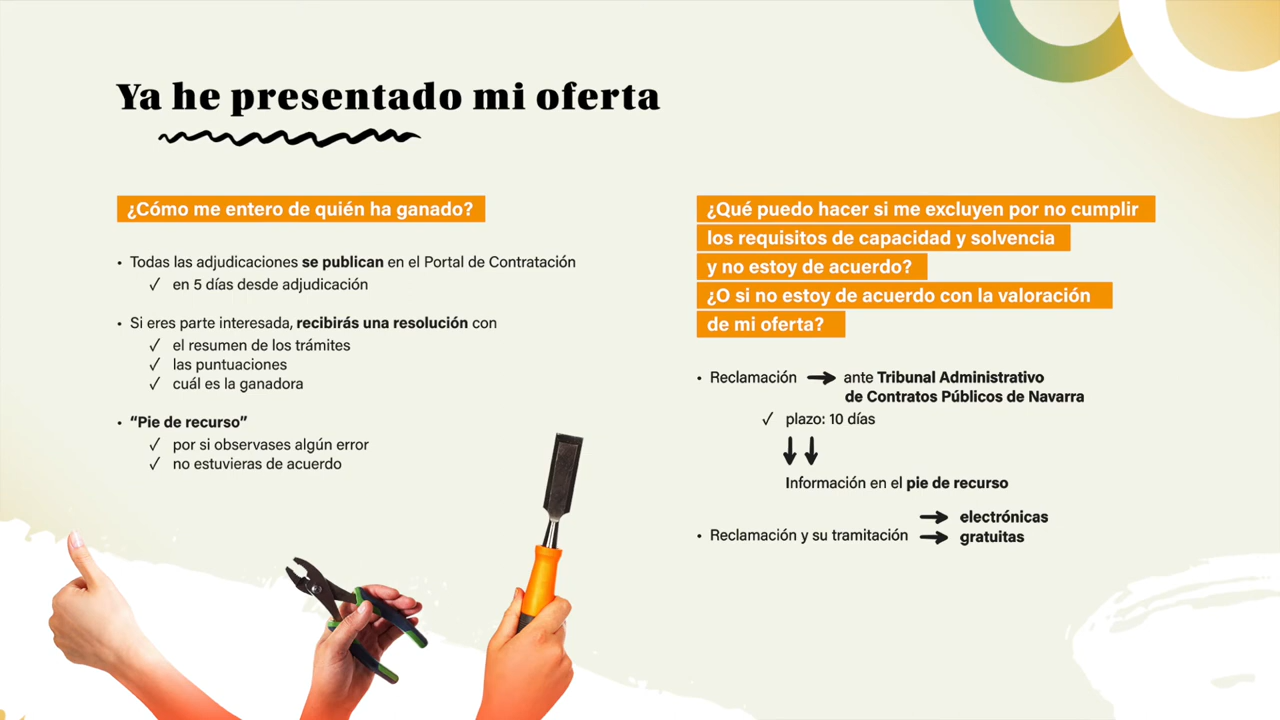 Ya he presentado mi oferta
¿Cómo me entero de quién ha ganado?
• Todas las adjudicaciones se publican en el Portal de Contratación
✓ en 5 días desde adjudicación
• Si eres parte interesada, recibirás una resolución con
✓ el resumen de los trámites
✓ las puntuaciones
✓ cuál es la ganadora
• “Pie de recurso”
✓ por si observases algún error
✓ no estuvieras de acuerdo
¿Qué puedo hacer si me excluyen por no cumplir
los requisitos de capacidad y solvencia
y no estoy de acuerdo?
¿O si no estoy de acuerdo con la valoración
de mi oferta?
• Reclamación → ante Tribunal Administrativo
de Contratos Públicos de Navarra
✓ plazo: 10 días
↓↓
Información en el pie de recurso
→ electrónicas
• Reclamación y su tramitación → gratuitas